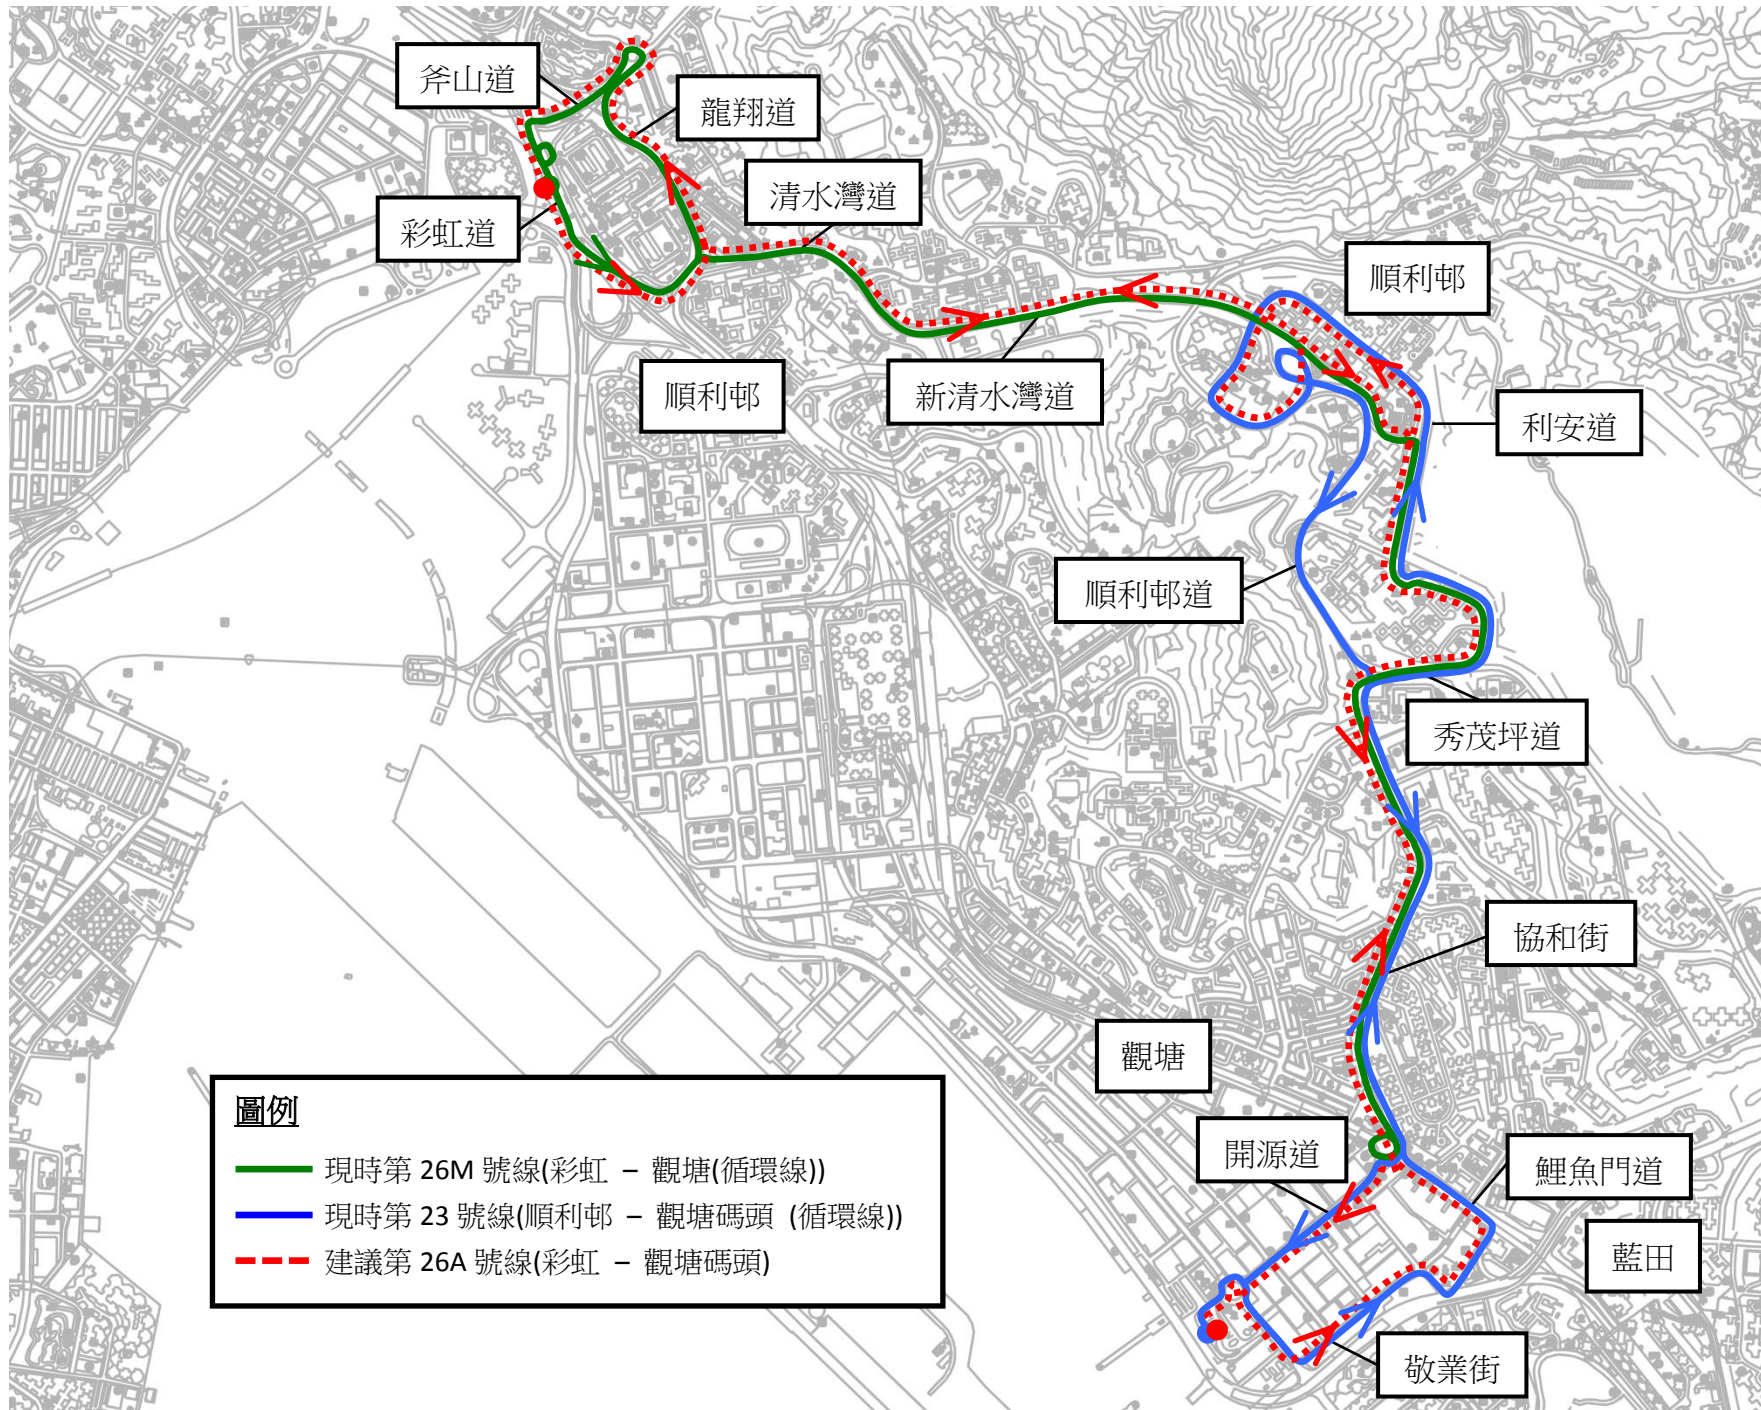 斧山道
龍翔道
清水灣道
彩虹道
順利邨
順利邨
新清水灣道
利安道
順利邨道
秀茂坪道
協和街
觀塘
開源道
鯉魚門道
藍田
敬業街
圖例
現時第 26M 號線(彩虹 – 觀塘(循環線))
現時第 23 號線(順利邨 – 觀塘碼頭 (循環線))
建議第 26A 號線(彩虹 – 觀塘碼頭)